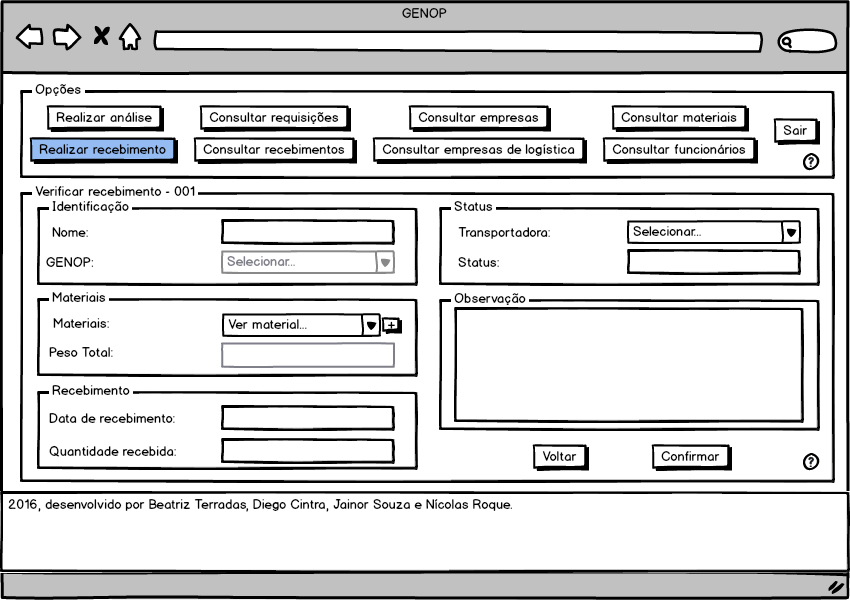 GENOP
Opções
Realizar análise
Consultar requisições
Consultar empresas
Consultar materiais
Sair
Realizar recebimento
Consultar recebimentos
Consultar empresas de logística
Consultar funcionários
?
Verificar recebimento - 001
Identificação
Nome:
GENOP:
Selecionar...
Status
Transportadora:
Selecionar...
Status:
Materiais
Materiais:
Ver material...
+
Peso Total:
Observação
Recebimento
Data de recebimento:
Quantidade recebida:
Voltar
Confirmar
?
2016, desenvolvido por Beatriz Terradas, Diego Cintra, Jainor Souza e Nícolas Roque.